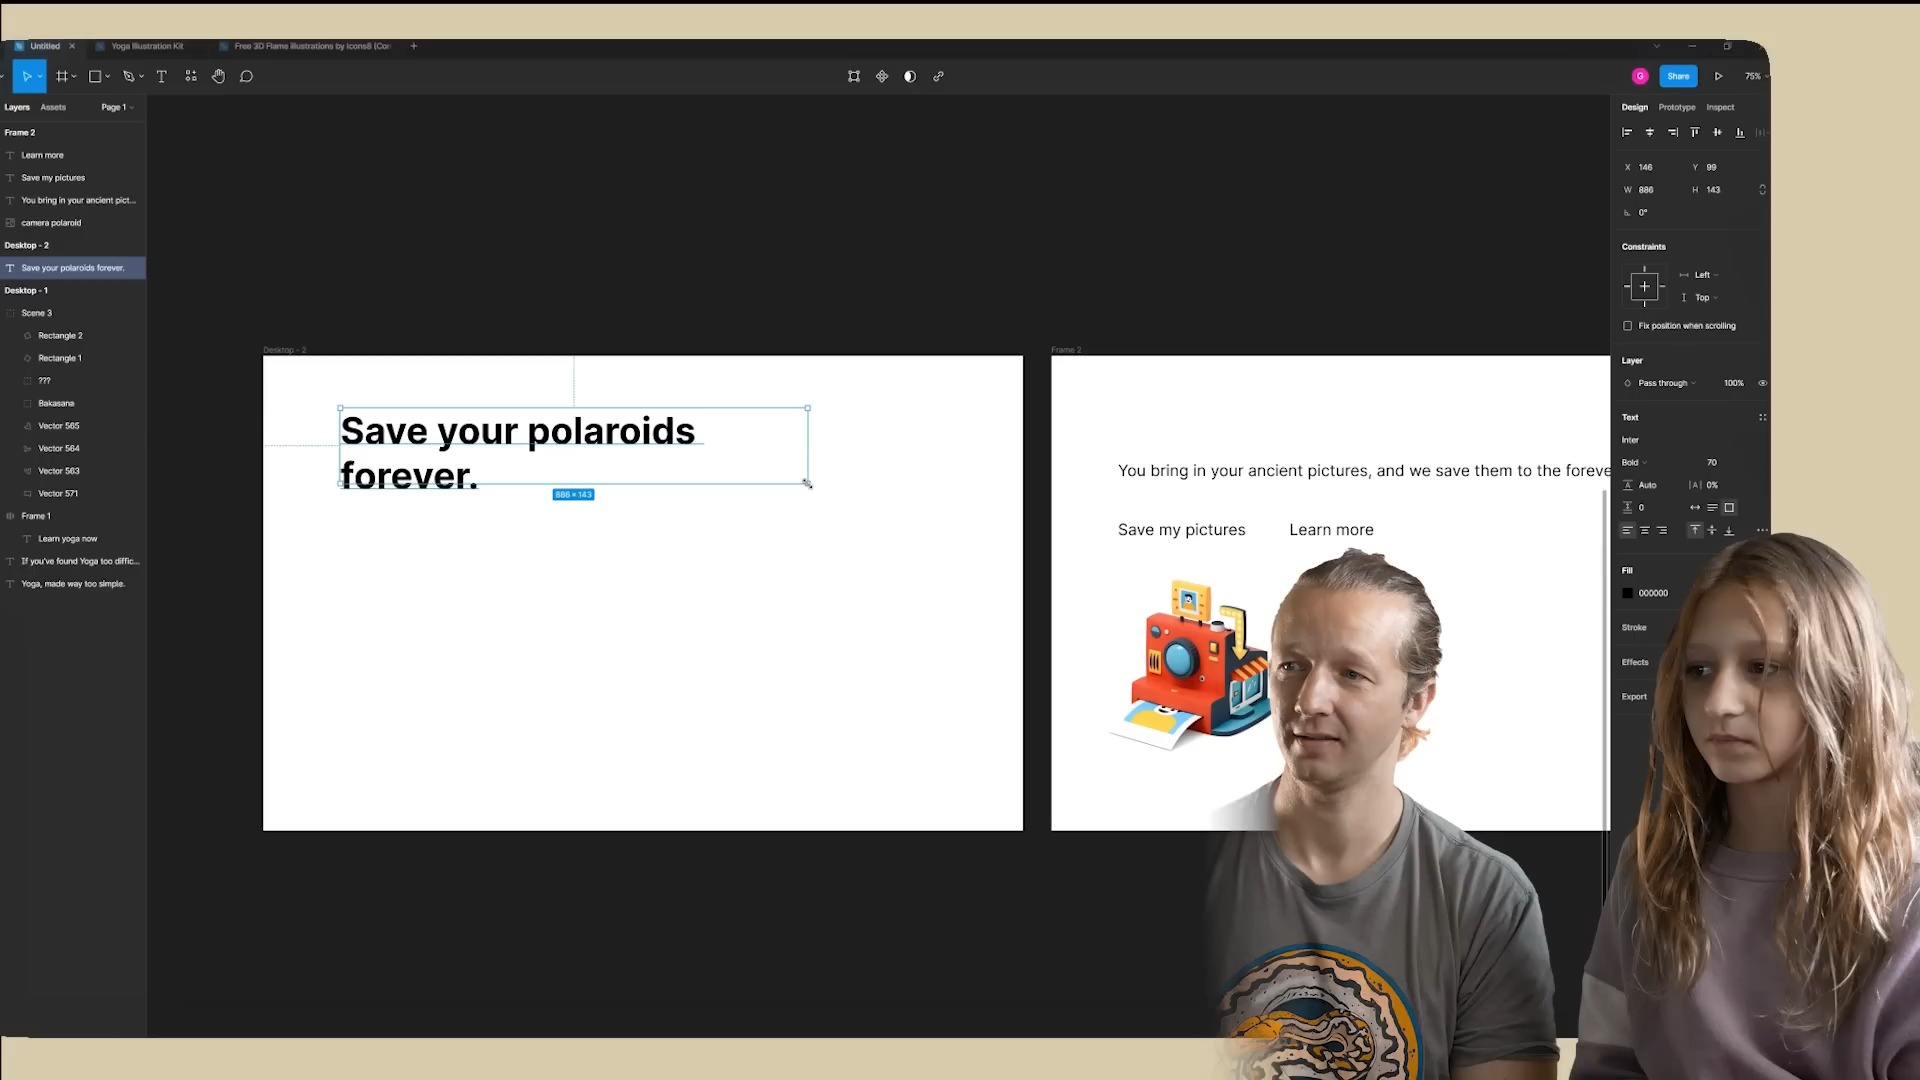 Untitled
Yoga Illustration Kit
Free 3D Flame illustrations by Icons8 (Co
G
Share
75%
Layers
Assets
Page 1
Design
Prototype
Inspect
Frame 2
Learn more
Save my pictures
You bring in your ancient pict...
camera polaroid
Desktop - 2
Save your polaroids forever.
Desktop - 1
Scene 3
Rectangle 2
Rectangle 1
???
Bakasana
Vector 565
Vector 564
Vector 563
Vector 571
Frame 1
Learn yoga now
If you've found Yoga too diffic...
Yoga, made way too simple.
Desktop - 2
Save your polaroids
forever.
886 × 143
Frame 2
You bring in your ancient pictures, and we save them to the foreve
Save my pictures
Learn more
X 146
Y 99
W 886
H 143
0°
Constraints
Left
Top
Fix position when scrolling
Layer
Pass through
100%
Text
Inter
Bold
70
Auto
0%
0
Fill
000000
Stroke
Effects
Export